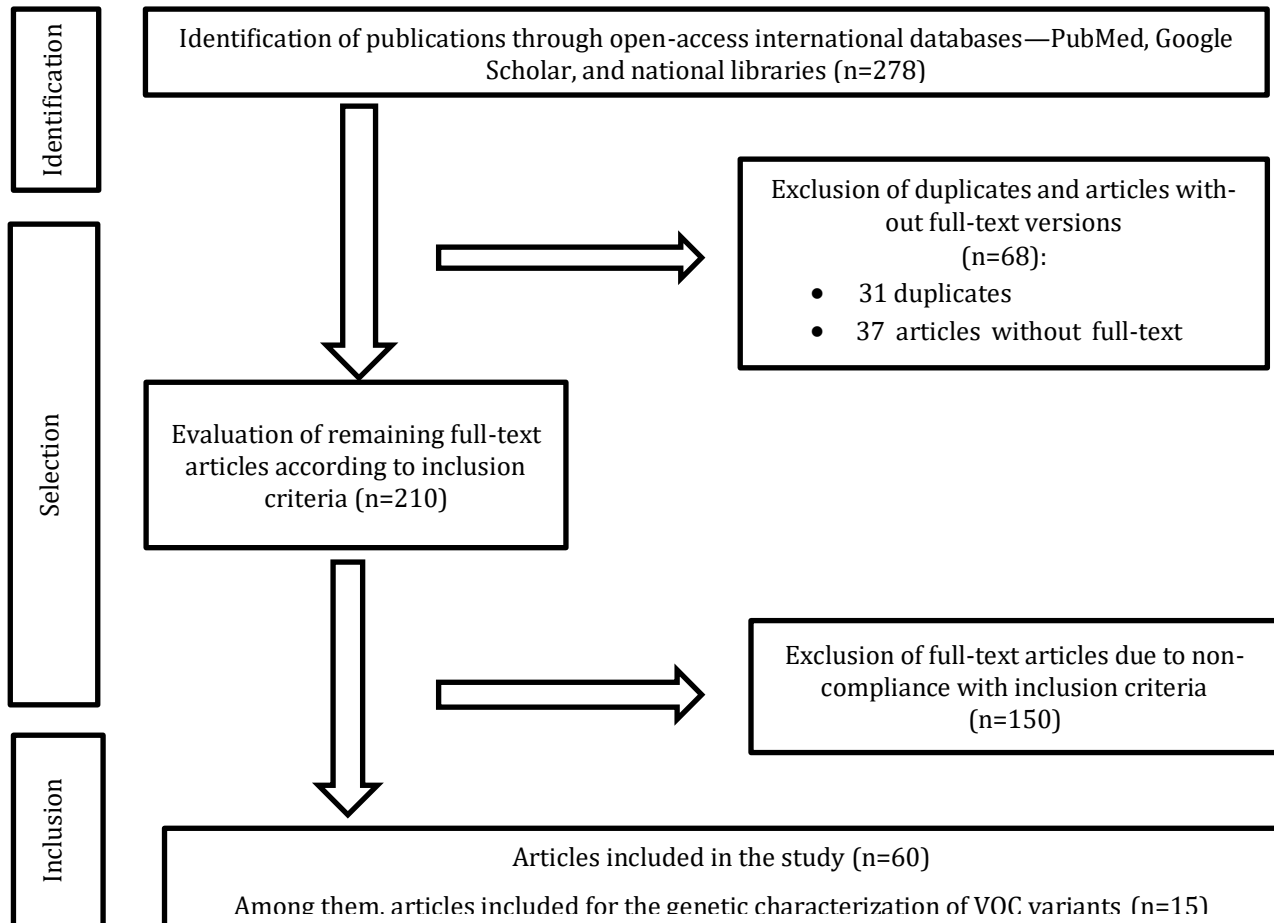 Identification
Identification of publications through open-access international databases—PubMed, Google
Scholar, and national libraries (n=278)
Exclusion of duplicates and articles with-
out full-text versions
(n=68):
• 31 duplicates
• 37 articles without full-text
Selection
Evaluation of remaining full-text
articles according to inclusion
criteria (n=210)
Exclusion of full-text articles due to non-
compliance with inclusion criteria
(n=150)
Inclusion
Articles included in the study (n=60)
Among them, articles included for the genetic characterization of VOC variants (n=15)